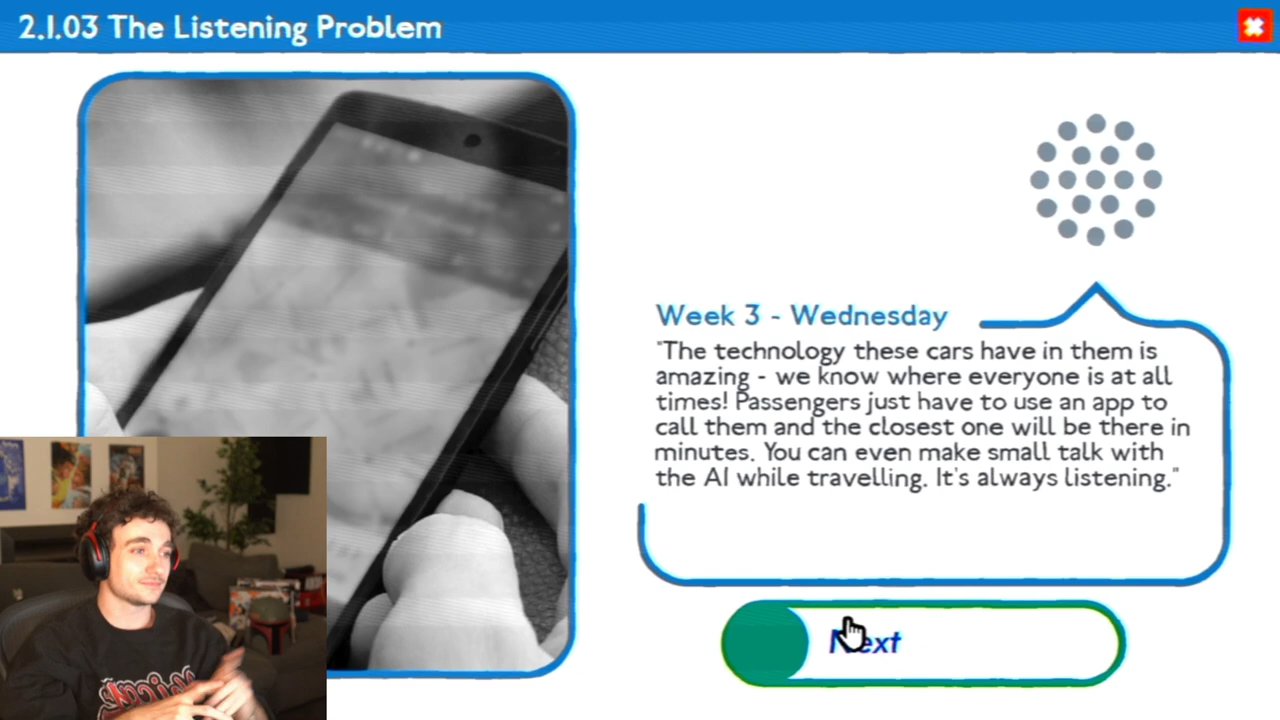 2.1.03 The Listening Problem
Week 3 - Wednesday
"The technology these cars have in them is
amazing - we know where everyone is at all
times! Passengers just have to use an app to
call them and the closest one will be there in
minutes. You can even make small talk with
the AI while travelling. It's always listening."
Next